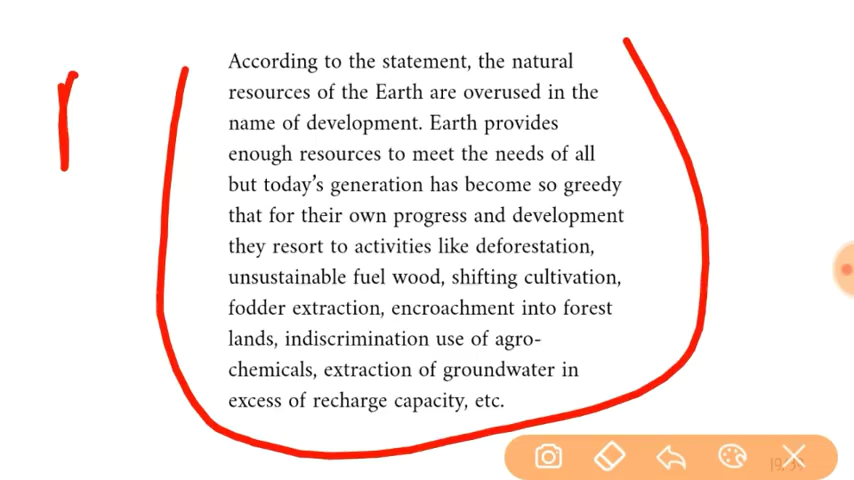 According to the statement, the natural
resources of the Earth are overused in the
name of development. Earth provides
enough resources to meet the needs of all
but today's generation has become so greedy
that for their own progress and development
they resort to activities like deforestation,
unsustainable fuel wood, shifting cultivation,
fodder extraction, encroachment into forest
lands, indiscrimination use of agro-
chemicals, extraction of groundwater in
excess of recharge capacity, etc.